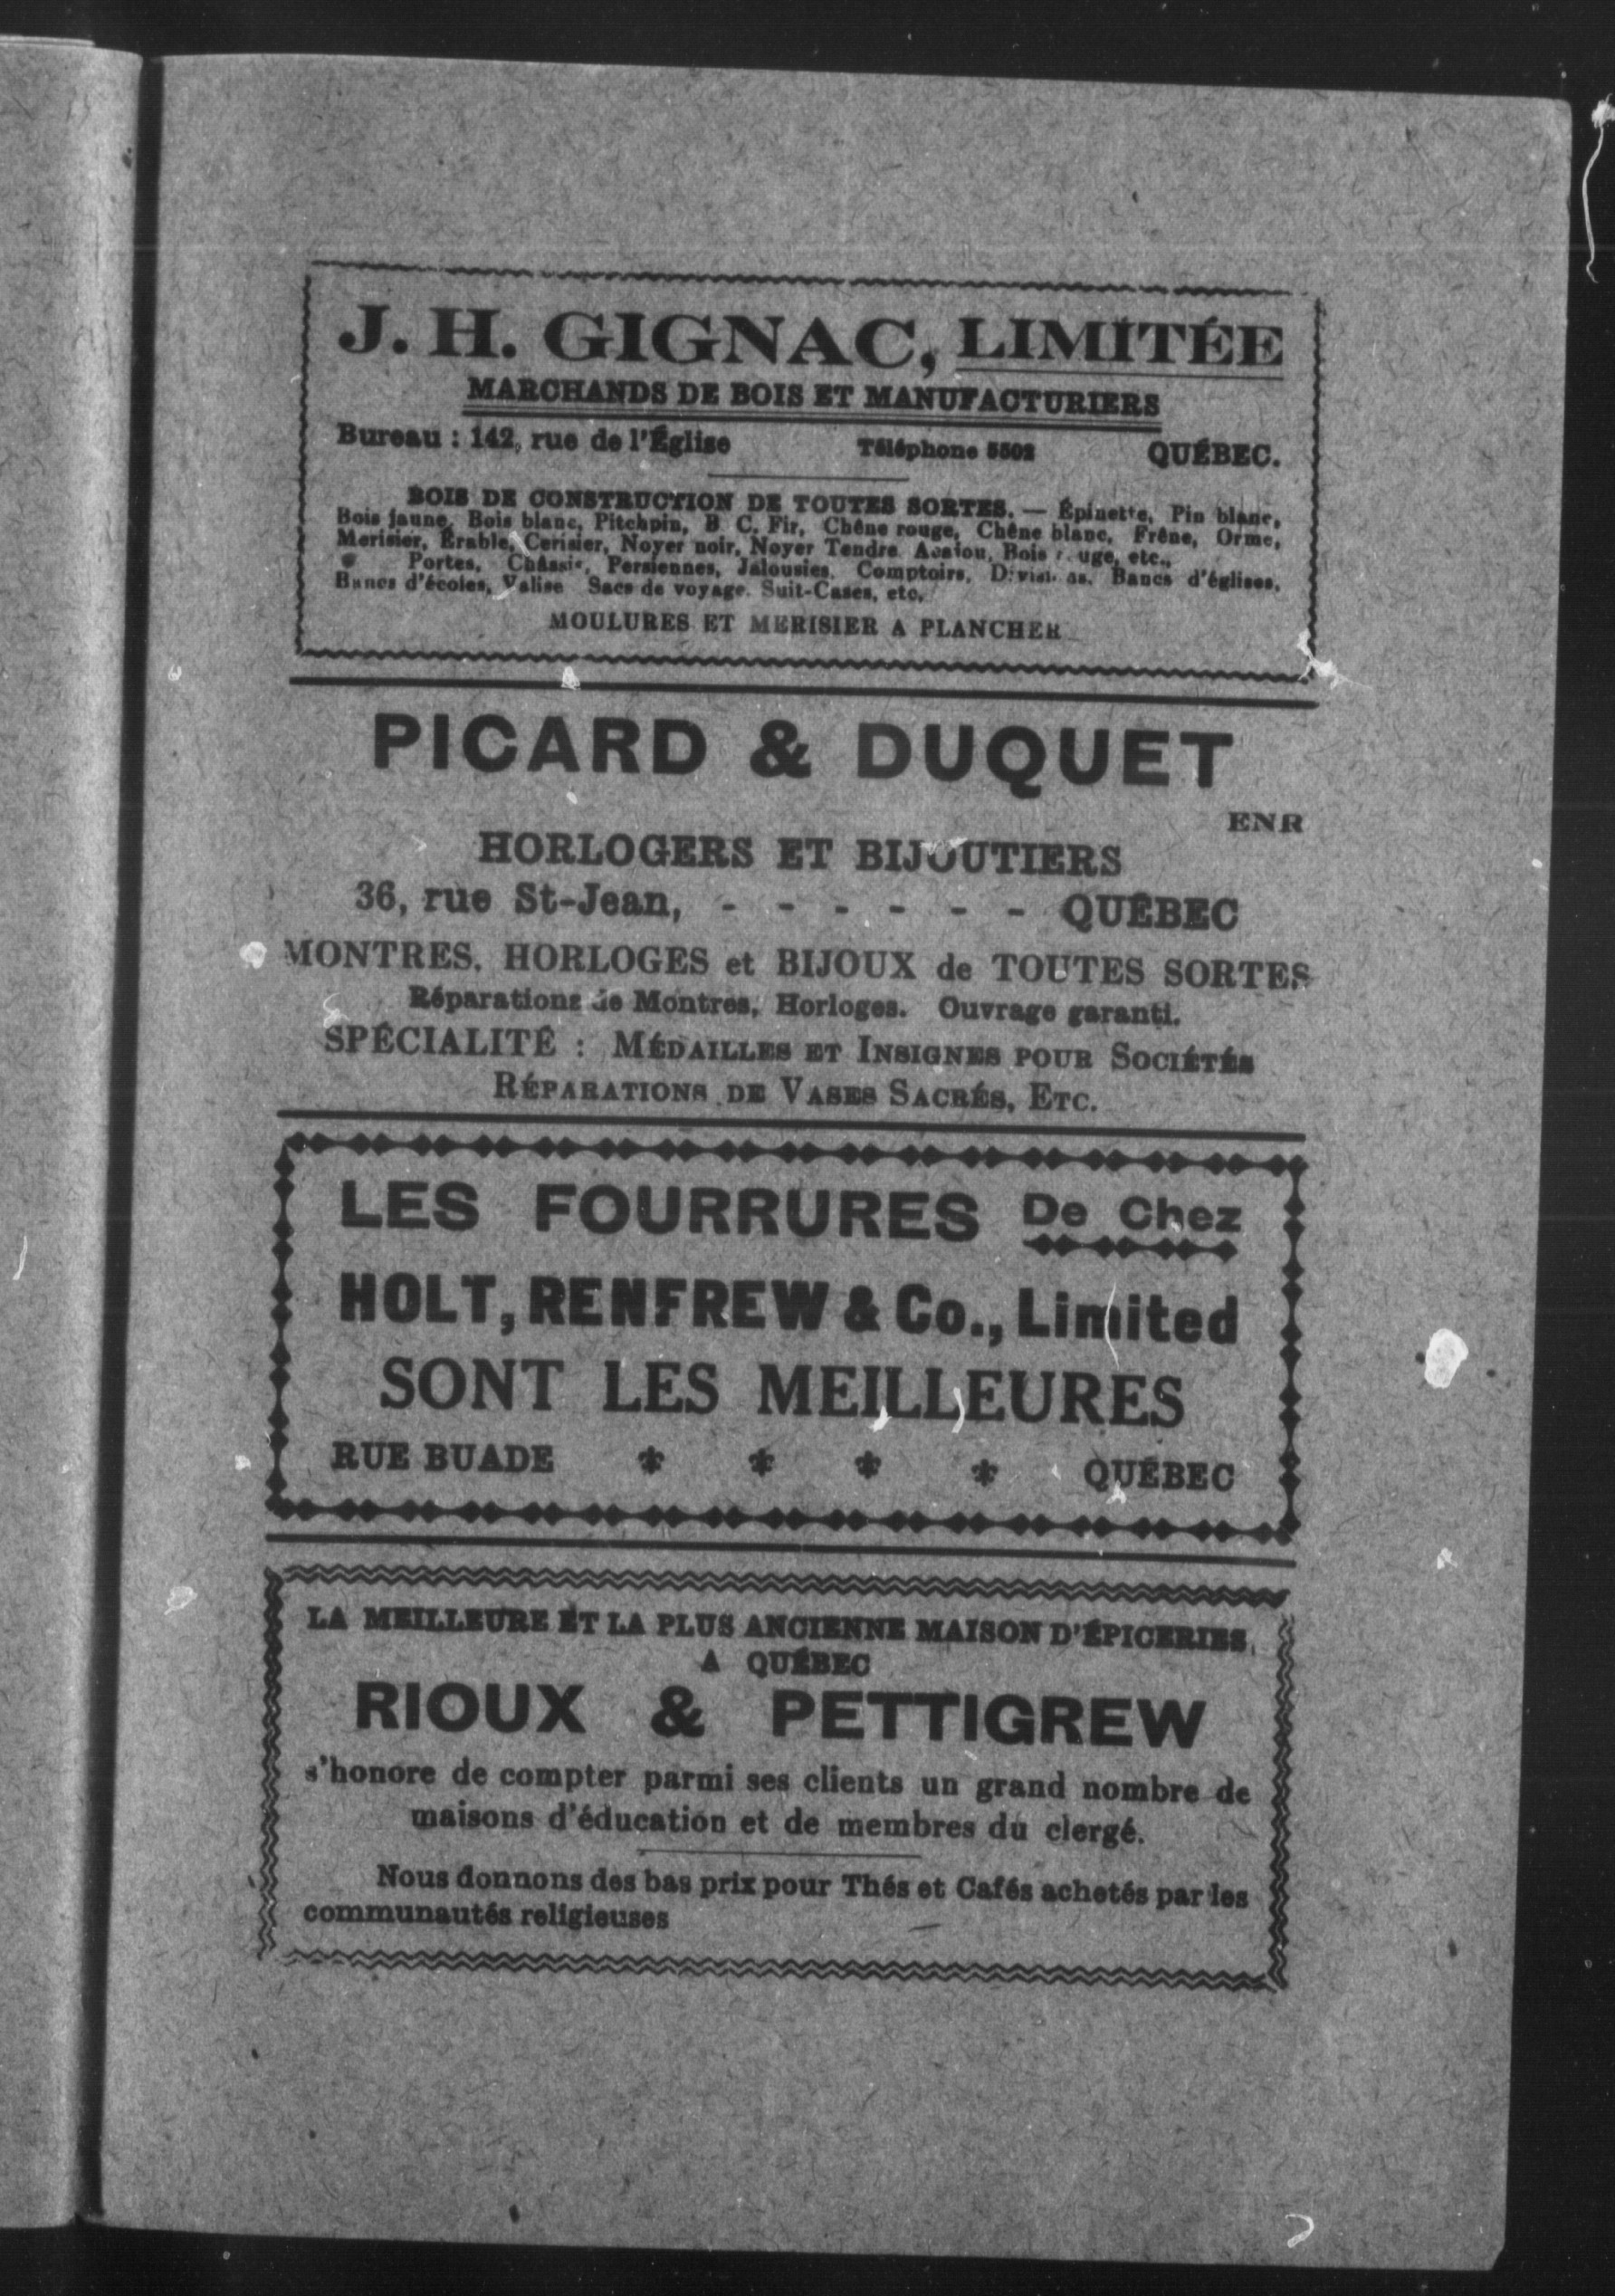 J. H. GIGNAC, LIMITÉE
MARCHANDS DE BOIS ET MANUFACTURIERS
Bureau : 142, rue de l'Église Téléphone 5502 QUÉBEC.
BOIS DE CONSTRUCTION DE TOUTES SORTES. — Épinette, Pin blanc,
Bois jaune, Bois blanc, Pitchpin, B C. Fir, Chêne rouge, Chêne blanc, Frêne, Orme,
Merisier, Érable, Cerisier, Noyer noir, Noyer Tendre Acajou, Bois rouge, etc.,
Portes, Châssis, Persiennes, Jalousies, Comptoirs, Divisions, Bancs d'églises,
Bancs d'écoles, Valise Sacs de voyage. Suit-Cases, etc.
MOULURES ET MERISIER A PLANCHER
PICARD & DUQUET
ENR
HORLOGERS ET BIJOUTIERS
36, rue St-Jean, - - - - - - QUÉBEC
MONTRES, HORLOGES et BIJOUX de TOUTES SORTES
Réparations de Montres, Horloges. Ouvrage garanti.
SPÉCIALITÉ : MÉDAILLES ET INSIGNES POUR SOCIÉTÉS
RÉPARATIONS DE VASES SACRÉS, ETC.
LES FOURRURES De Chez
HOLT, RENFREW & Co., Limited
SONT LES MEILLEURES
RUE BUADE QUÉBEC
LA MEILLEURE ET LA PLUS ANCIENNE MAISON D'ÉPICERIES,
A QUÉBEC
RIOUX & PETTIGREW
s'honore de compter parmi ses clients un grand nombre de
maisons d'éducation et de membres du clergé.
Nous donnons des bas prix pour Thés et Cafés achetés par les
communautés religieuses